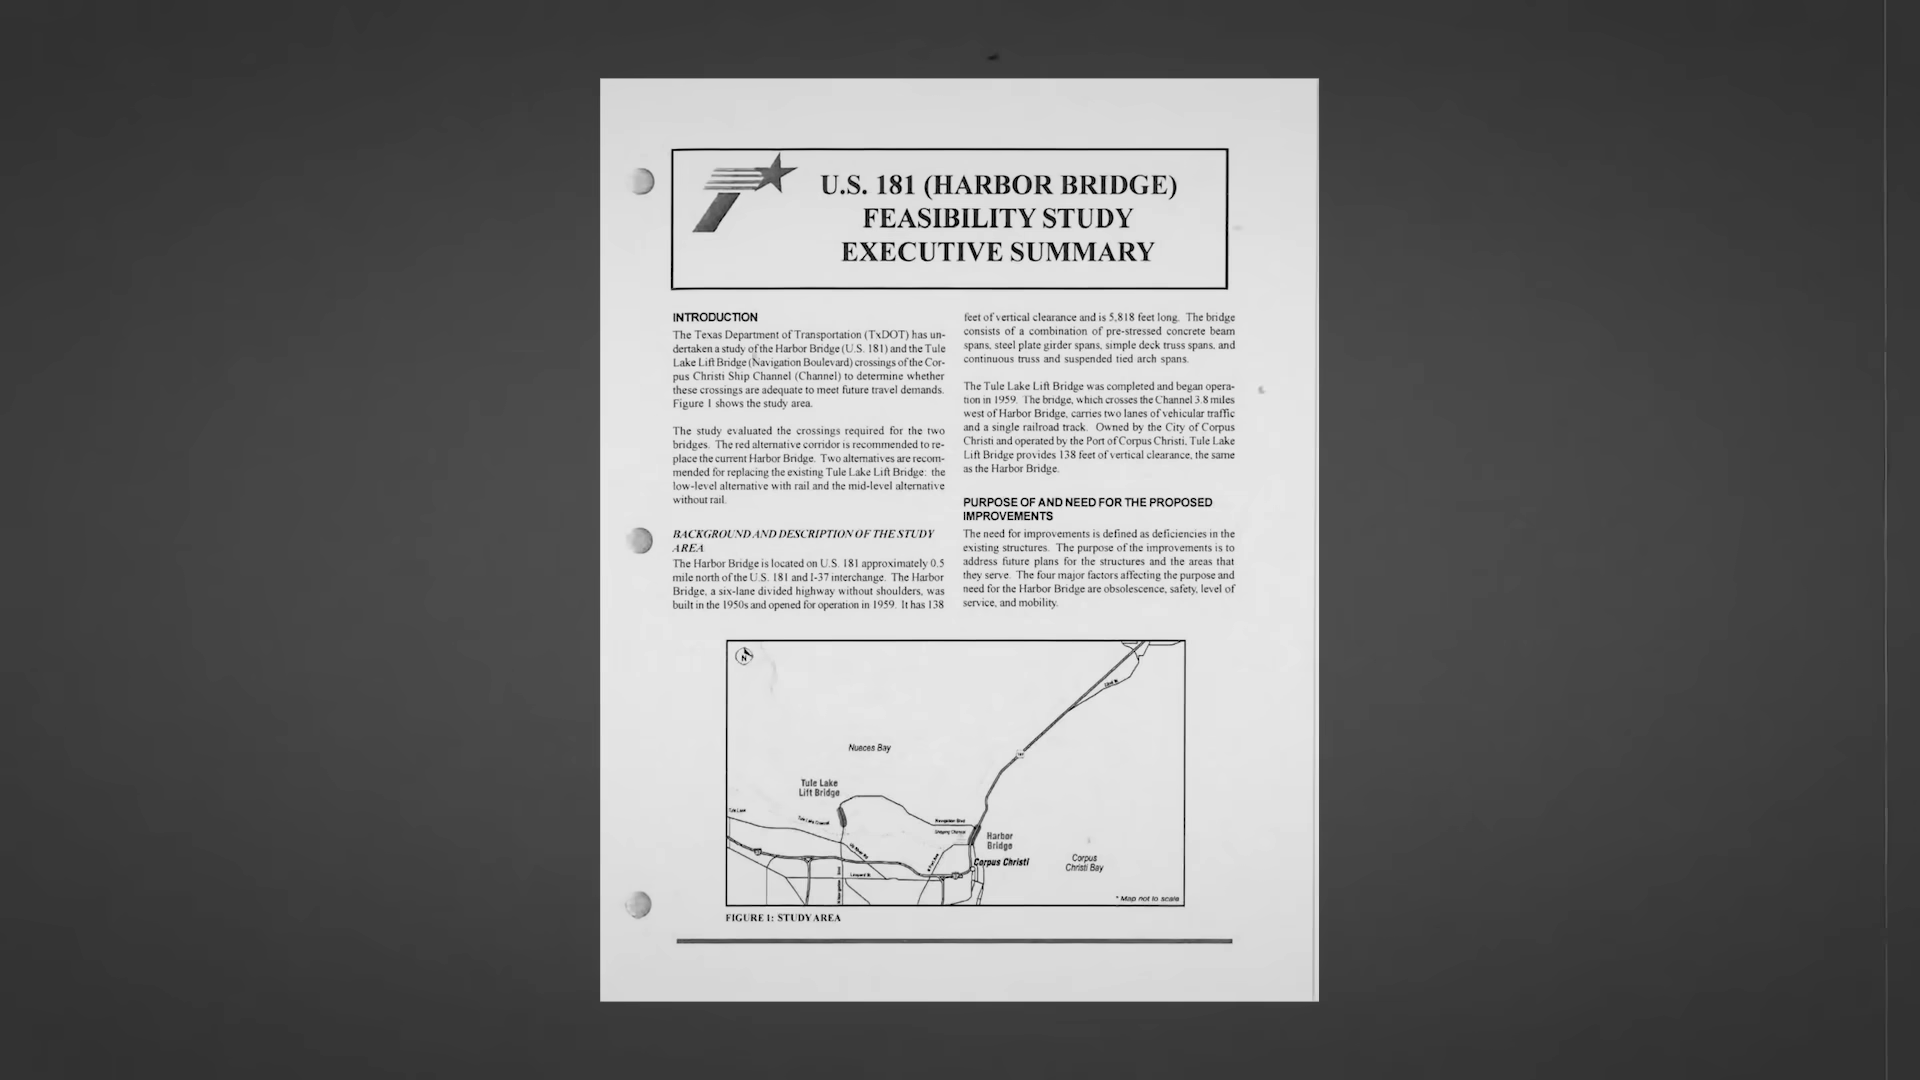 U.S. 181 (HARBOR BRIDGE)
FEASIBILITY STUDY
EXECUTIVE SUMMARY
INTRODUCTION
The Texas Department of Transportation (TxDOT) has un-
dertaken a study of the Harbor Bridge (U.S. 181) and the Tule
Lake Lift Bridge (Navigation Boulevard) crossings of the Cor-
pus Christi Ship Channel (Channel) to determine whether
these crossings are adequate to meet future travel demands.
Figure 1 shows the study area.
The study evaluated the crossings required for the two
bridges. The red alternative corridor is recommended to re-
place the current Harbor Bridge. Two alternatives are recom-
mended for replacing the existing Tule Lake Lift Bridge: the
low-level alternative with rail and the mid-level alternative
without rail.
BACKGROUND AND DESCRIPTION OF THE STUDY
AREA
The Harbor Bridge is located on U.S. 181 approximately 0.5
mile north of the U.S. 181 and I-37 interchange. The Harbor
Bridge, a six-lane divided highway without shoulders, was
built in the 1950s and opened for operation in 1959. It has 138
feet of vertical clearance and is 5,818 feet long. The bridge
consists of a combination of pre-stressed concrete beam
spans, steel plate girder spans, simple deck truss spans, and
continuous truss and suspended tied arch spans.
The Tule Lake Lift Bridge was completed and began opera-
tion in 1959. The bridge, which crosses the Channel 3.8 miles
west of Harbor Bridge, carries two lanes of vehicular traffic
and a single railroad track. Owned by the City of Corpus
Christi and operated by the Port of Corpus Christi, Tule Lake
Lift Bridge provides 138 feet of vertical clearance, the same
as the Harbor Bridge.
PURPOSE OF AND NEED FOR THE PROPOSED
IMPROVEMENTS
The need for improvements is defined as deficiencies in the
existing structures. The purpose of the improvements is to
address future plans for the structures and the areas that
they serve. The four major factors affecting the purpose and
need for the Harbor Bridge are obsolescence, safety, level of
service, and mobility.
N
Nueces Bay
Tule Lake
Lift Bridge
Navigation Blvd
Harbor
Bridge
Corpus Christi
Corpus
Christi Bay
Leopard St.
* Map not to scale
FIGURE 1: STUDY AREA